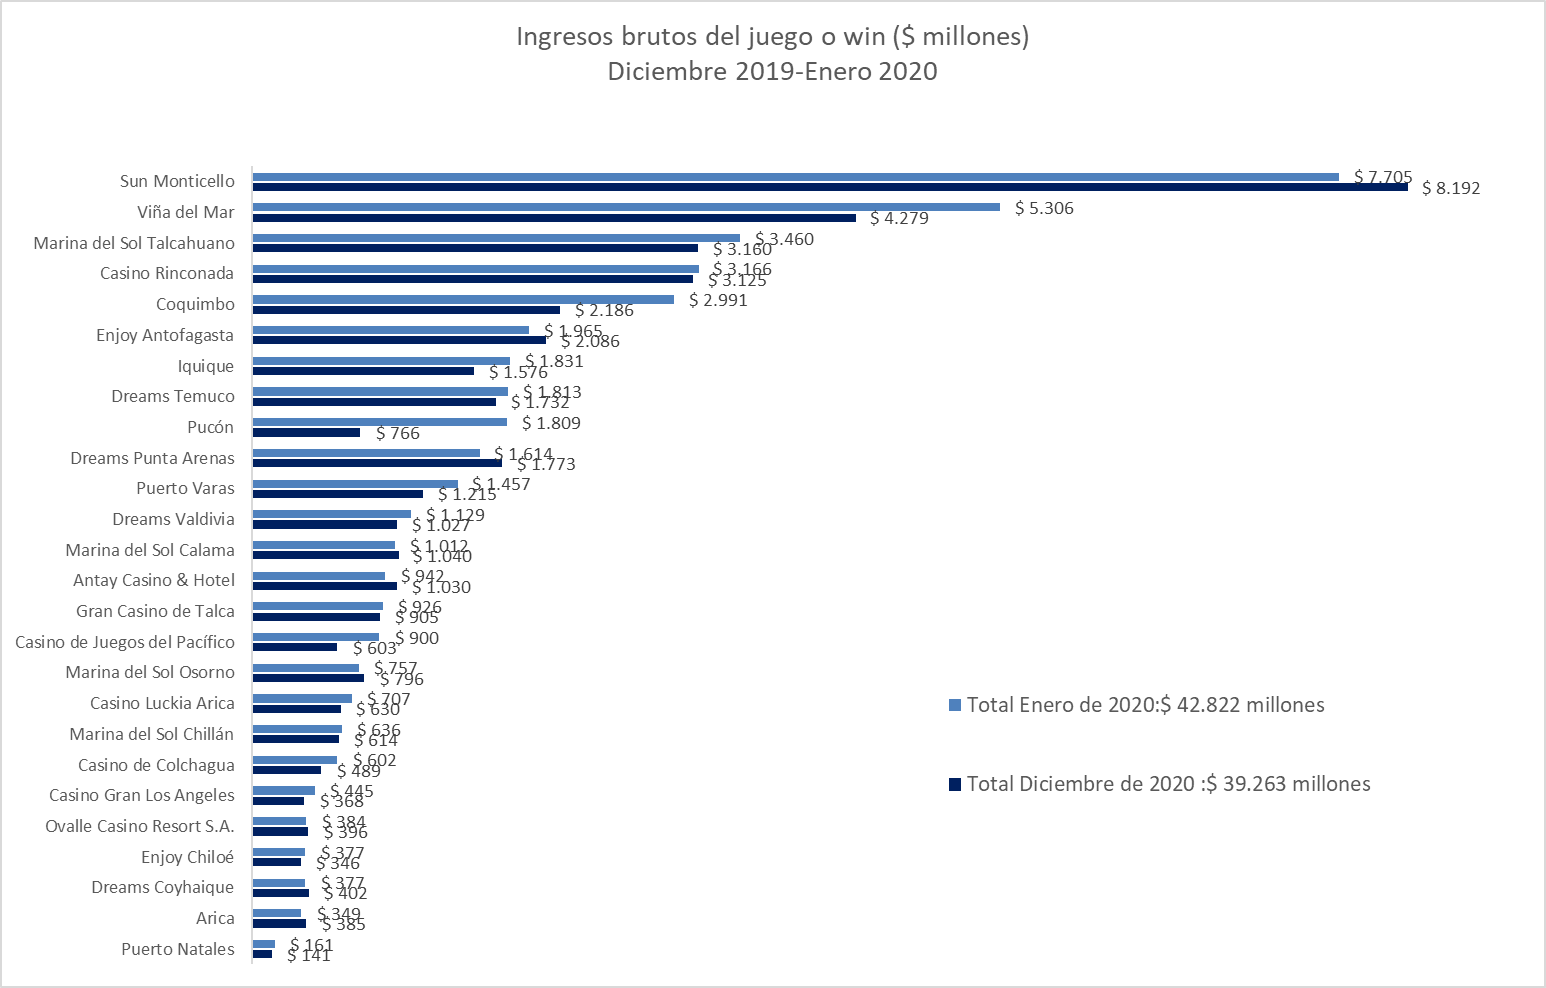 Ingresos brutos del juego o win ($ millones)
Diciembre 2019-Enero 2020
Sun Monticello
$ 7.705
$ 8.192
Viña del Mar
$ 5.306
$ 4.279
Marina del Sol Talcahuano
$ 3.460
$ 3.160
Casino Rinconada
$ 3.166
$ 3.125
Coquimbo
$ 2.991
$ 2.186
Enjoy Antofagasta
$ 1.965
$ 2.086
Iquique
$ 1.831
$ 1.576
Dreams Temuco
$ 1.813
$ 1.732
Pucón
$ 1.809
$ 766
Dreams Punta Arenas
$ 1.614
$ 1.773
Puerto Varas
$ 1.457
$ 1.215
Dreams Valdivia
$ 1.129
$ 1.027
Marina del Sol Calama
$ 1.012
$ 1.040
Antay Casino & Hotel
$ 942
$ 1.030
Gran Casino de Talca
$ 926
$ 905
Casino de Juegos del Pacífico
$ 900
$ 603
Marina del Sol Osorno
$ 757
$ 796
Casino Luckia Arica
$ 707
$ 630
Marina del Sol Chillán
$ 636
$ 614
Casino de Colchagua
$ 602
$ 489
Casino Gran Los Angeles
$ 445
$ 368
Ovalle Casino Resort S.A.
$ 384
$ 396
Enjoy Chiloé
$ 377
$ 346
Dreams Coyhaique
$ 377
$ 402
Arica
$ 349
$ 385
Puerto Natales
$ 161
$ 141
Total Enero de 2020:$ 42.822 millones
Total Diciembre de 2020 :$ 39.263 millones